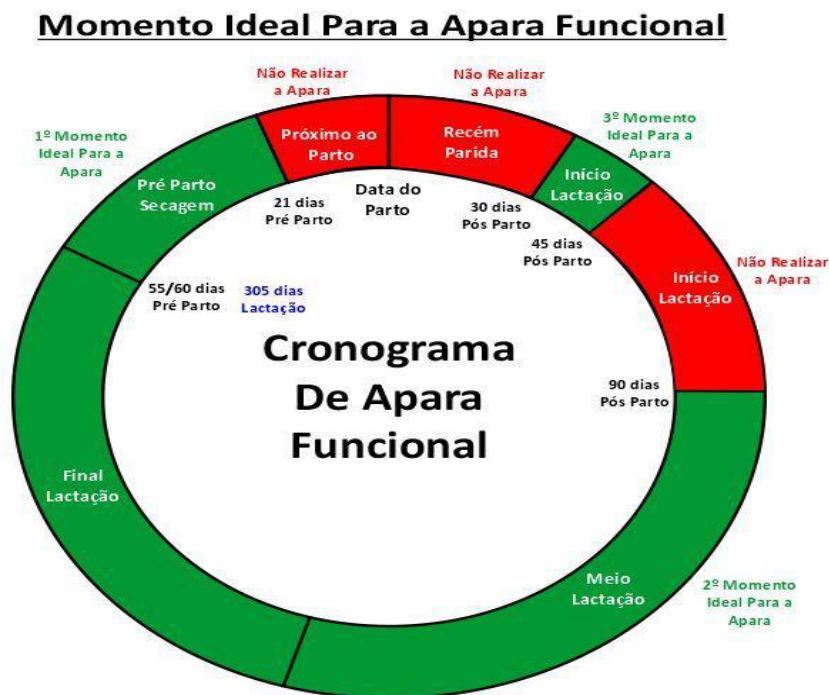 Momento Ideal Para a Apara Funcional
Não Realizar
a Apara
Não Realizar
a Apara
1º Momento
Ideal Para a
Apara
3º Momento
Ideal Para a
Apara
Próximo ao
Parto
Recém
Parida
Início
Lactação
Pré Parto
Secagem
21 dias
Pré Parto
Data do
Parto
30 dias
Pós Parto
45 dias
Pós Parto
Início
Lactação
Não Realizar
a Apara
55/60 dias
Pré Parto
305 dias
Lactação
Cronograma
De Apara
Funcional
90 dias
Pós Parto
Final
Lactação
Meio
Lactação
2º Momento
Ideal Para a
Apara